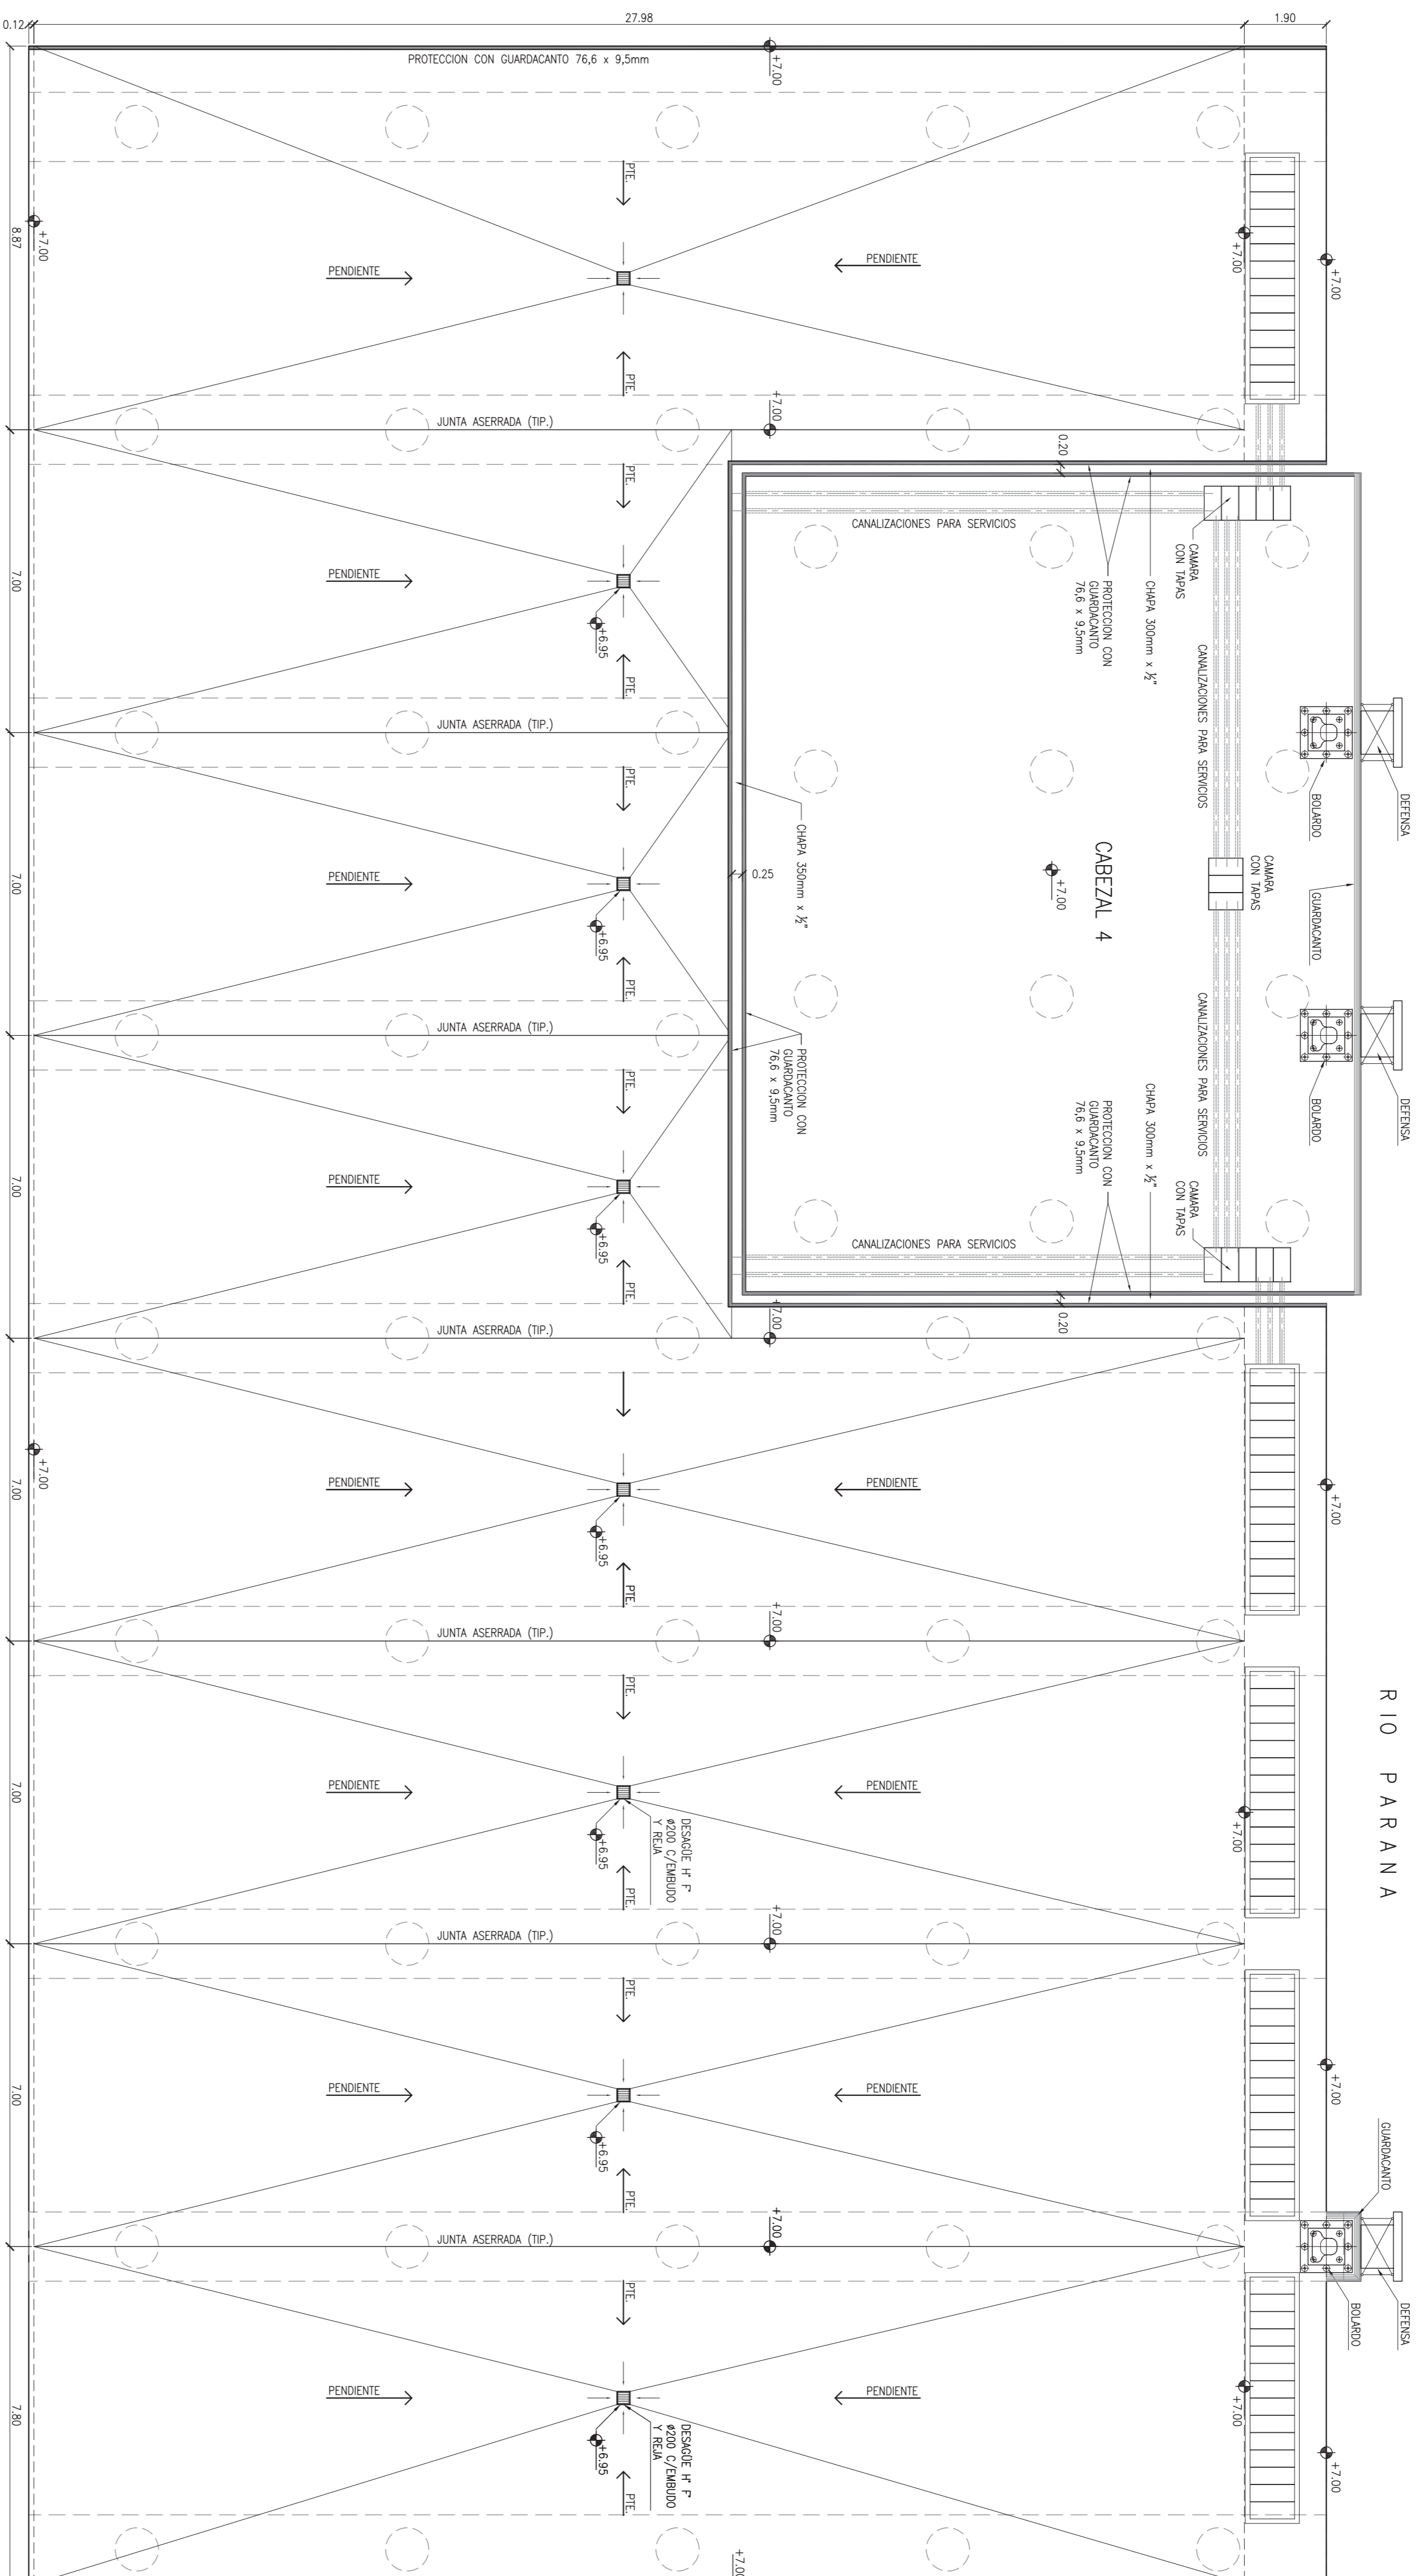 27.98
1.90
0.12
PROTECCION CON GUARDACANTO 76,6 x 9,5mm
+7.00
PTE.
8.87
+7.00
+7.00
+7.00
PENDIENTE
PENDIENTE
PTE.
+7.00
JUNTA ASERRADA (TIP.)
0.20
PTE.
CANALIZACIONES PARA SERVICIOS
CAMARA
CON TAPAS
7.00
PENDIENTE
+6.95
PROTECCION CON
GUARDACANTO
76,6 x 9,5mm
CHAPA 300mm x ½"
CANALIZACIONES PARA SERVICIOS
PTE.
JUNTA ASERRADA (TIP.)
PTE.
BOLARDO
DEFENSA
CHAPA 350mm x ½"
0.25
CABEZAL 4
+7.00
CAMARA
CON TAPAS
GUARDACANTO
7.00
PENDIENTE
+6.95
PTE.
CANALIZACIONES PARA SERVICIOS
JUNTA ASERRADA (TIP.)
PROTECCION CON
GUARDACANTO
76,6 x 9,5mm
PTE.
BOLARDO
DEFENSA
CHAPA 300mm x ½"
PROTECCION CON
GUARDACANTO
76,6 x 9,5mm
7.00
PENDIENTE
+6.95
CAMARA
CON TAPAS
CANALIZACIONES PARA SERVICIOS
PTE.
+7.00
0.20
JUNTA ASERRADA (TIP.)
+7.00
7.00
PENDIENTE
PENDIENTE
+7.00
+6.95
PTE.
+7.00
JUNTA ASERRADA (TIP.)
PTE.
RIO PARANA
7.00
PENDIENTE
PENDIENTE
+7.00
DESAGÜE Hº Fº
ø200 C/EMBUDO
Y REJA
+6.95
PTE.
+7.00
JUNTA ASERRADA (TIP.)
PTE.
7.00
PENDIENTE
PENDIENTE
+7.00
+6.95
PTE.
GUARDACANTO
+7.00
JUNTA ASERRADA (TIP.)
PTE.
BOLARDO
DEFENSA
7.80
PENDIENTE
PENDIENTE
+7.00
+7.00
DESAGÜE Hº Fº
ø200 C/EMBUDO
Y REJA
+6.95
PTE.
+7.00